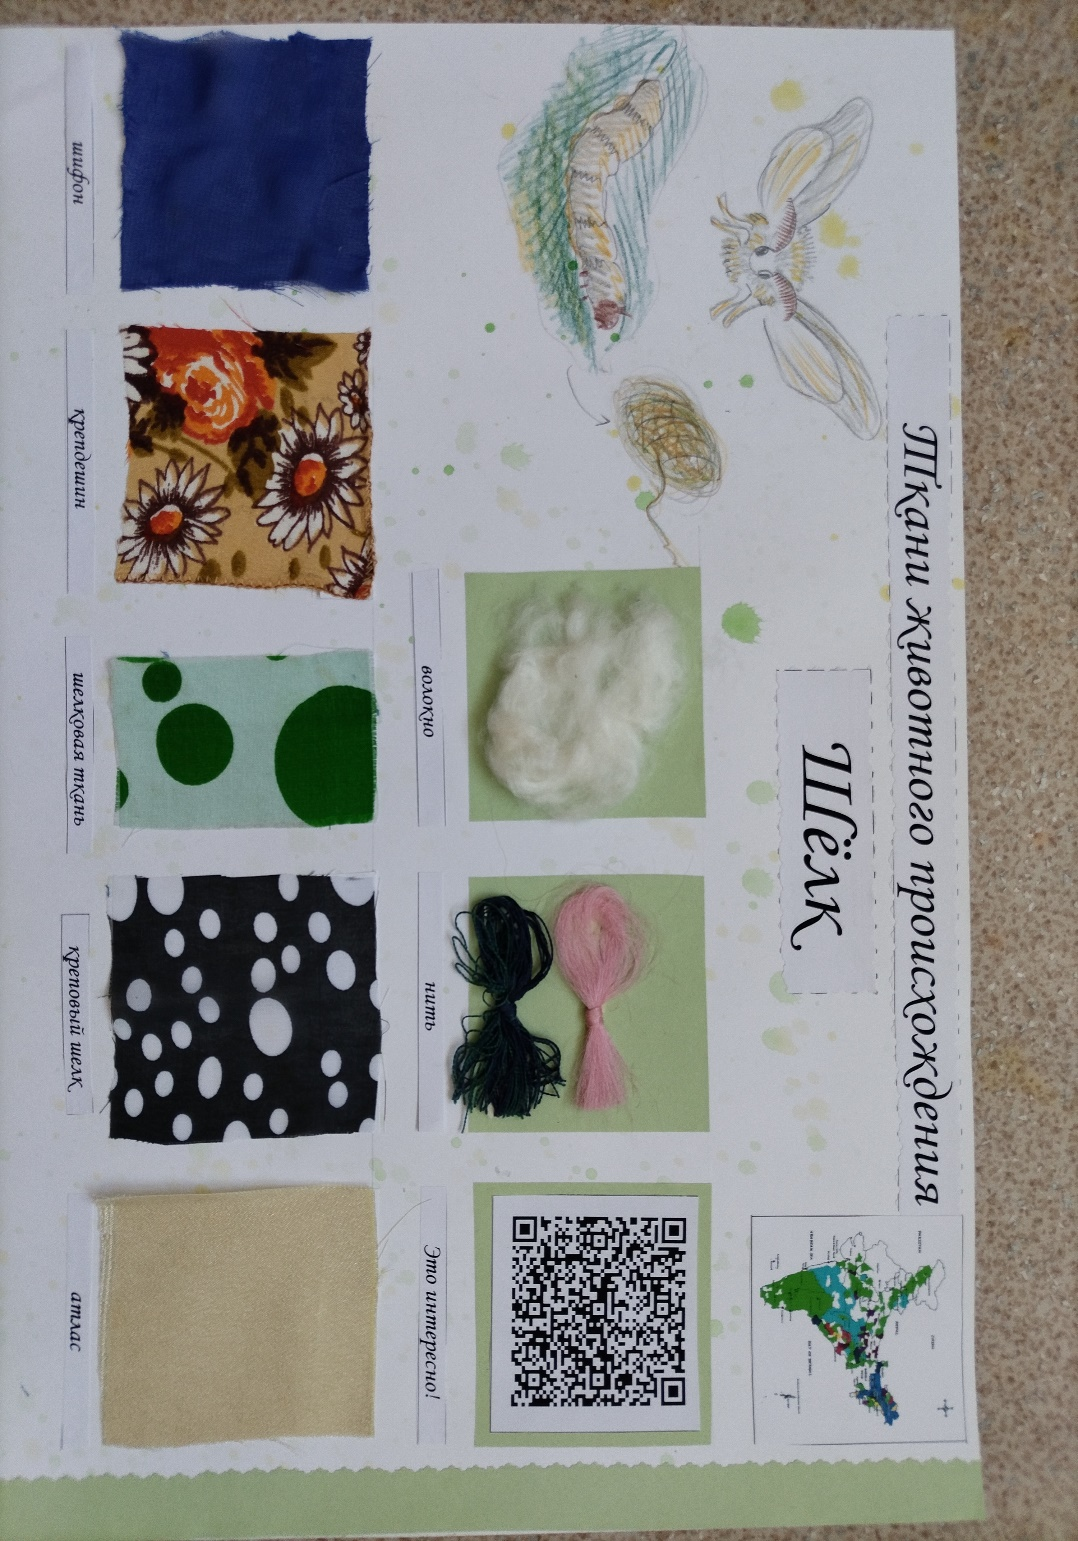 Ткани животного происхождения
Шёлк
волокно
нить
Это интересно!
шифон
крепдешин
шелковая ткань
креповый шелк
атлас